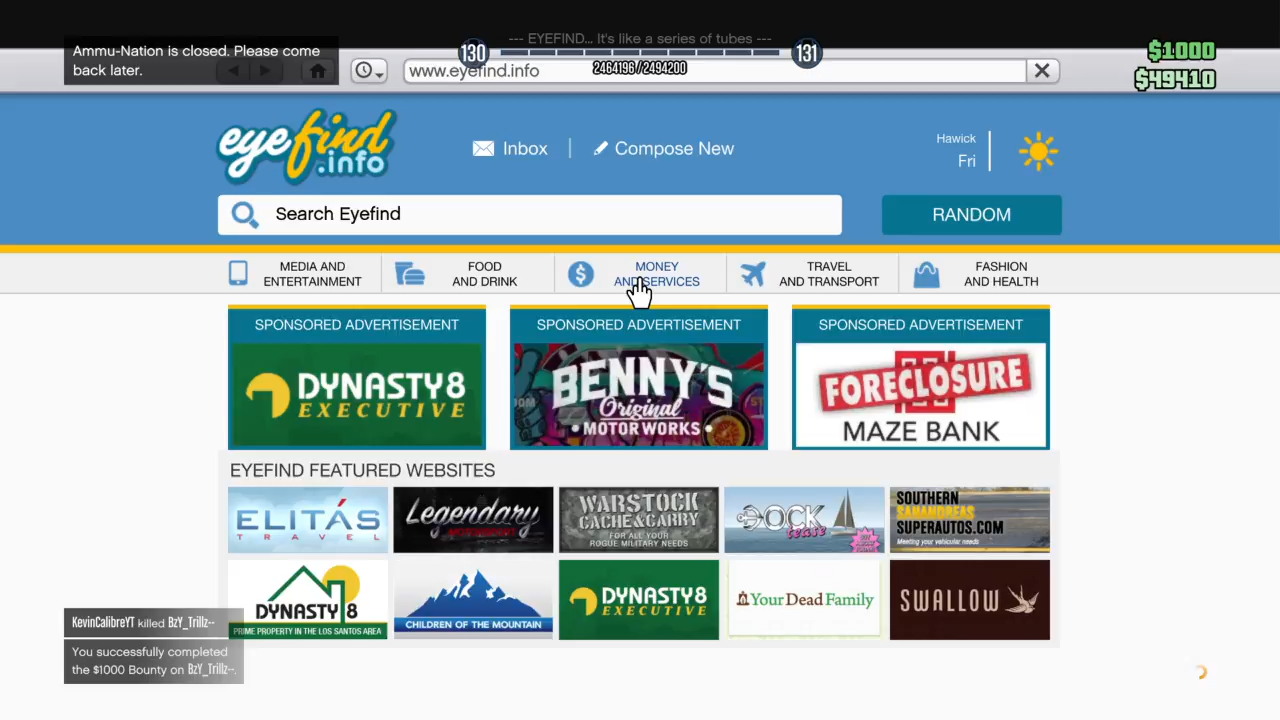 Ammu-Nation is closed. Please come
back later.
--- EYEFIND... It's like a series of tubes ---
130
131
2464196 / 2494200
www.eyefind.info
$1000
$49410
eyefind
.info
Inbox
Compose New
Hawick
Fri
Search Eyefind
RANDOM
MEDIA AND
ENTERTAINMENT
FOOD
AND DRINK
MONEY
AND SERVICES
TRAVEL
AND TRANSPORT
FASHION
AND HEALTH
SPONSORED ADVERTISEMENT
SPONSORED ADVERTISEMENT
SPONSORED ADVERTISEMENT
DYNASTY8
EXECUTIVE
BENNY'S
Original
MOTORWORKS
FORECLOSURE
MAZE BANK
EYEFIND FEATURED WEBSITES
ELITÁS
TRAVEL
Legendary
MOTORSPORT
WARSTOCK
CACHE & CARRY
FOR ALL YOUR
ROGUE MILITARY NEEDS
DOCK
tease
SOUTHERN
SANANDREAS
SUPERAUTOS.COM
Meeting your vehicular needs
DYNASTY 8
PRIME PROPERTY IN THE LOS SANTOS AREA
CHILDREN OF THE MOUNTAIN
DYNASTY8
EXECUTIVE
Your Dead Family
SWALLOW
KevinCalibreYT killed BzY_Trillz--
You successfully completed
the $1000 Bounty on BzY_Trillz--.